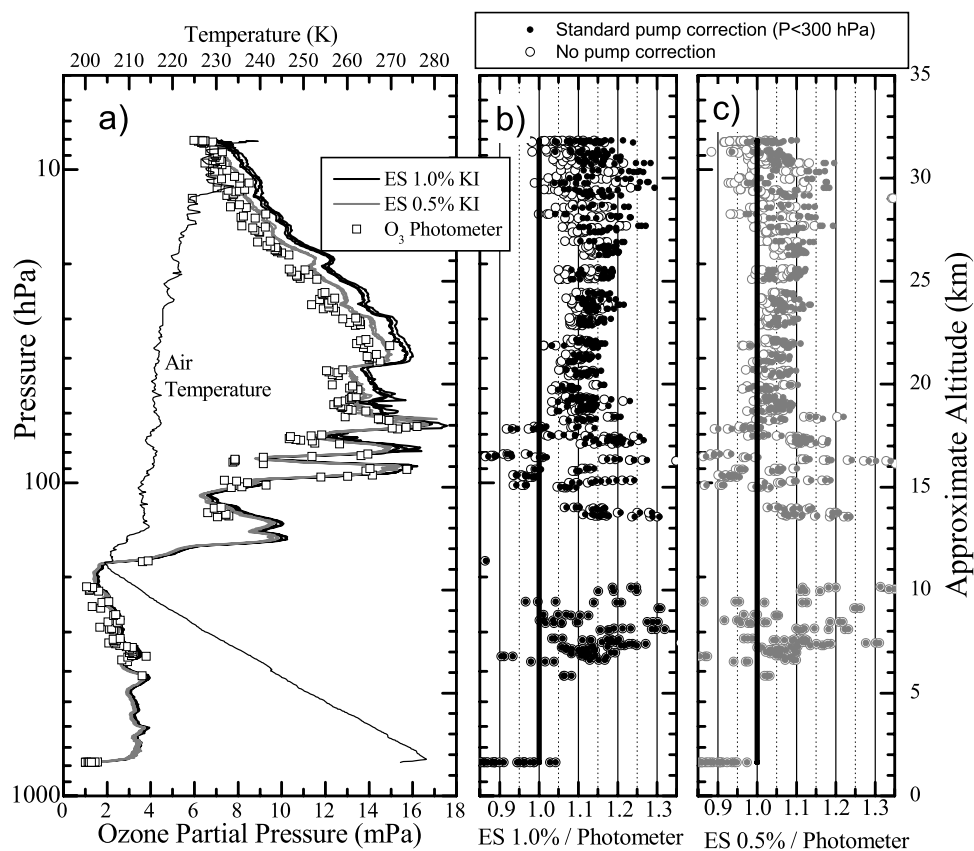 Temperature (K)
200 210 220 230 240 250 260 270 280
Standard pump correction (P<300 hPa)
No pump correction
a)
b)
c)
ES 1.0% KI
ES 0.5% KI
O₃ Photometer
Air
Temperature
Pressure (hPa)
10
100
1000
Approximate Altitude (km)
35
30
25
20
15
10
5
0
0 2 4 6 8 10 12 14 16 18
0.9 1.0 1.1 1.2 1.3
0.9 1.0 1.1 1.2 1.3
Ozone Partial Pressure (mPa)
ES 1.0% / Photometer
ES 0.5% / Photometer